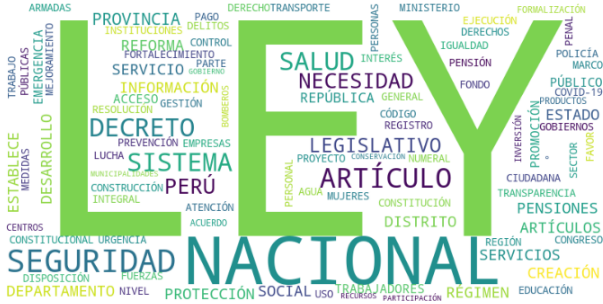 ARMADAS DERECHO TRANSPORTE MINISTERIO FORMALIZACIÓN
PROVINCIA PAGO PERSONAS EJECUCIÓN
INSTITUCIONES DELITOS IGUALDAD DERECHOS PENAL
REFORMA CONTROL
TRABAJO PÚBLICAS EMERGENCIA MEJORAMIENTO FORTALECIMIENTO SALUD INTERÉS POLICÍA
SERVICIO PARTE PENSIÓN MARCO
GOBIERNO NECESIDAD
INFORMACIÓN FONDO PÚBLICO COVID-19
ACCESO GESTIÓN REPÚBLICA GENERAL PRODUCTOS
RESOLUCIÓN BOMBEROS CÓDIGO ESTADO
DECRETO REGISTRO GOBIERNOS
ESTABLECE MEDIDAS DESARROLLO PREVENCIÓN EMPRESAS LEGISLATIVO INVERSIÓN PROMOCIÓN FAVOR
LUCHA SISTEMA PROYECTO CONSERVACIÓN NUMERAL SECTOR
MUNICIPALIDADES ARTÍCULO CIUDADANA
CONSTRUCCIÓN PERÚ PERSONAL AGUA MUJERES TRANSPARENCIA
INTEGRAL ATENCIÓN CONSTITUCIÓN PENSIONES
LEY
CENTROS ACUERDO DISTRITO ARTÍCULOS
CONSTITUCIONAL URGENCIA NACIONAL REGIÓN CONGRESO
SEGURIDAD SERVICIOS
DISPOSICIÓN FUERZAS CREACIÓN
DEPARTAMENTO NIVEL PROTECCIÓN SOCIAL USO TRABAJADORES RÉGIMEN EDUCACIÓN
RECURSOS PARTICIPACIÓN